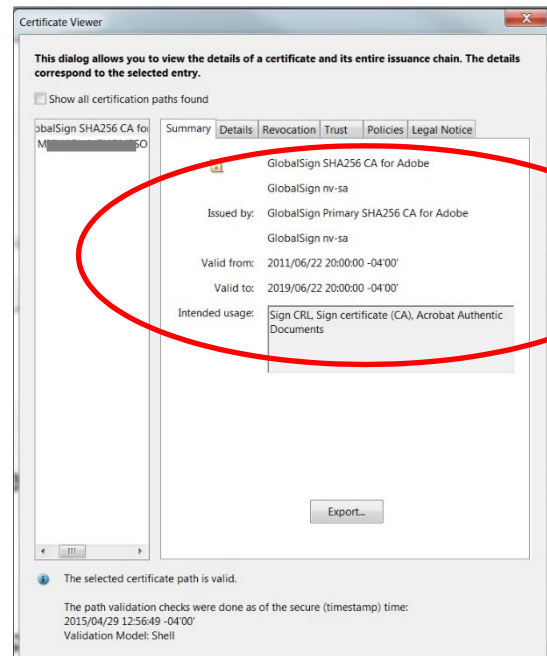 Certificate Viewer
This dialog allows you to view the details of a certificate and its entire issuance chain. The details
correspond to the selected entry.
Show all certification paths found
obalSign SHA256 CA for
M SO
Summary Details Revocation Trust Policies Legal Notice
GlobalSign SHA256 CA for Adobe
GlobalSign nv-sa
Issued by: GlobalSign Primary SHA256 CA for Adobe
GlobalSign nv-sa
Valid from: 2011/06/22 20:00:00 -04'00'
Valid to: 2019/06/22 20:00:00 -04'00'
Intended usage: Sign CRL, Sign certificate (CA), Acrobat Authentic
Documents
Export...
The selected certificate path is valid.
The path validation checks were done as of the secure (timestamp) time:
2015/04/29 12:56:49 -04'00'
Validation Model: Shell